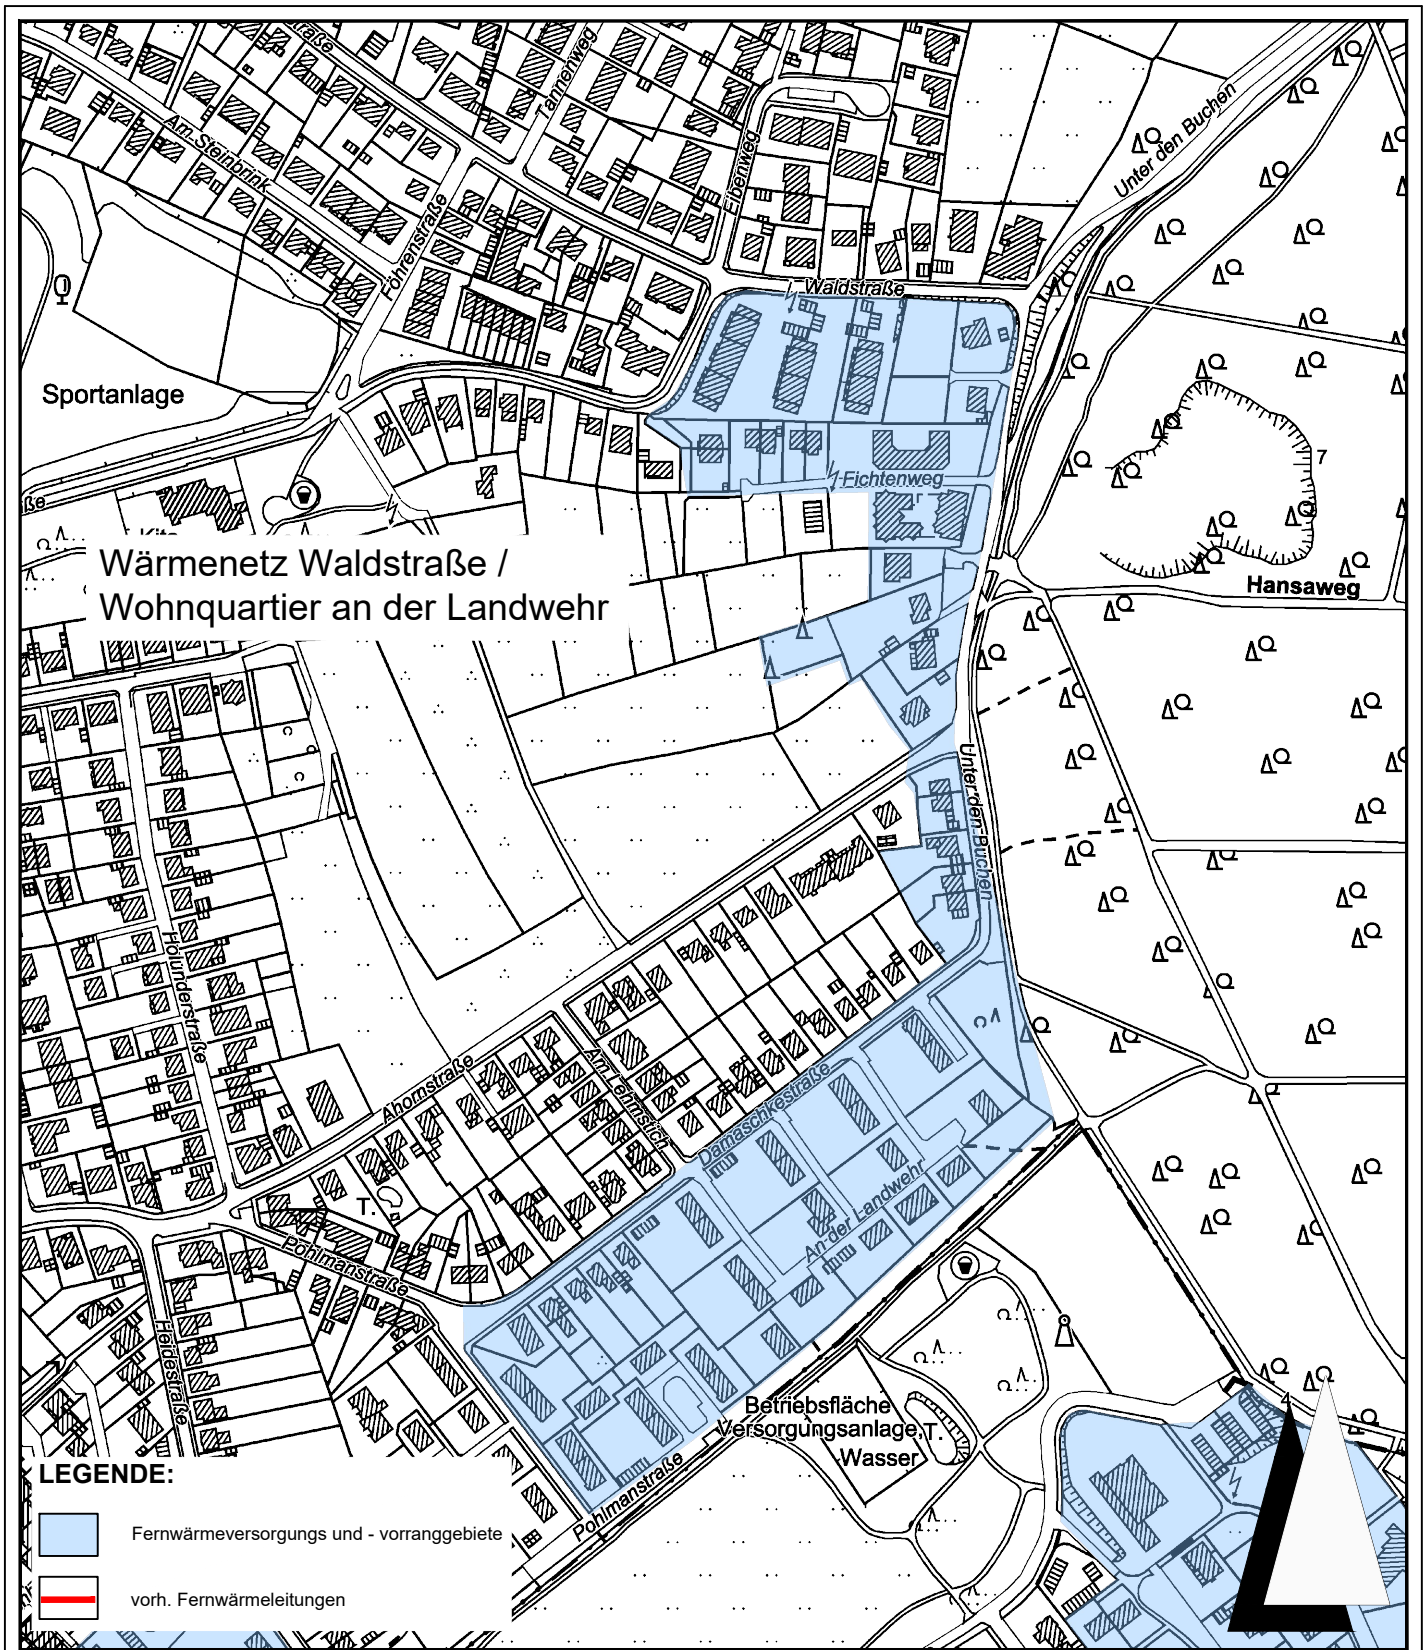 Tannenweg
Am Steinbrink
Föhrenstraße
Eibenweg
Unter den Buchen
Waldstraße
Sportanlage
Fichtenweg
7
Hansaweg
Wärmenetz Waldstraße /
Wohnquartier an der Landwehr
Unter den Buchen
Holunderstraße
Ahornstraße
Am Lehmstich
Damaschkestraße
An der Landwehr
T.
Pohlmanstraße
Heidestraße
Betriebsfläche
Versorgungsanlage
T.
Wasser
Pohlmanstraße
LEGENDE:
Fernwärmeversorgungs und - vorranggebiete
vorh. Fernwärmeleitungen